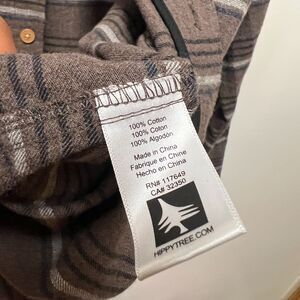 100% Cotton
100% Coton
100% Algodón
Made in China
Fabrique en Chine
Hecho en China
RN# 117649
CA# 32350
HIPPYTREE.COM